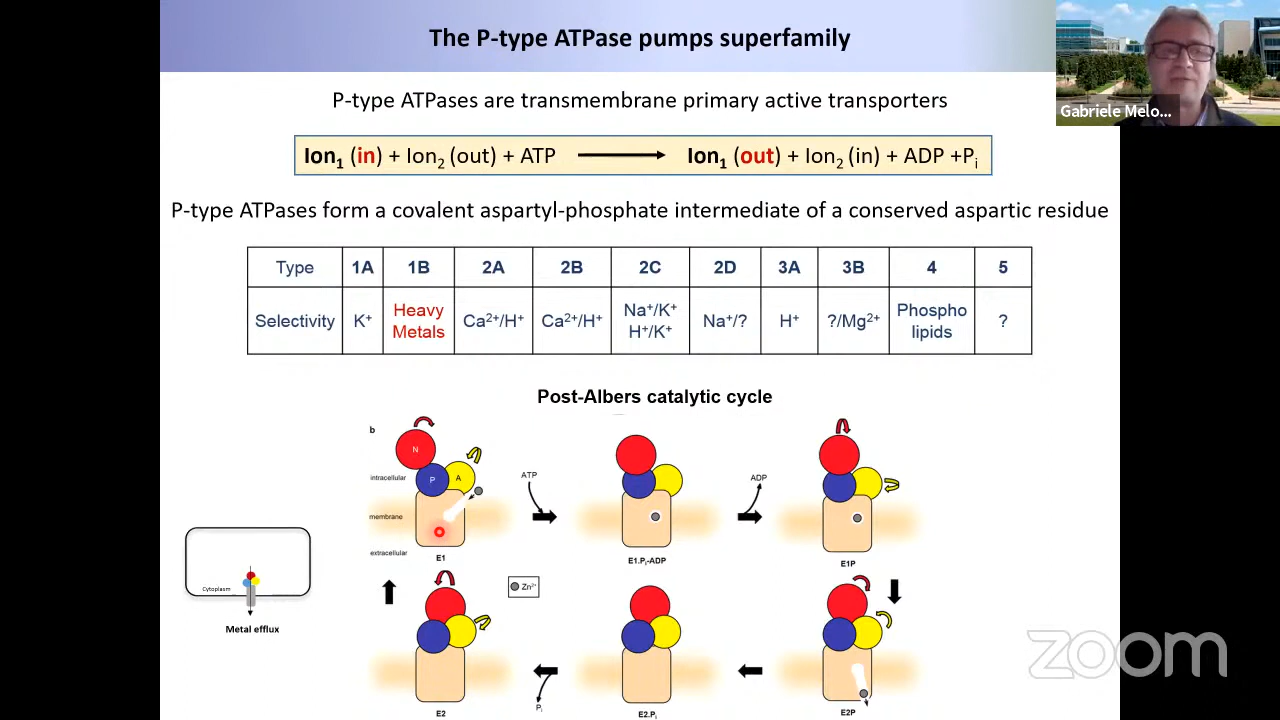 The P-type ATPase pumps superfamily
Gabriele Melo...
P-type ATPases are transmembrane primary active transporters
Ion₁ (in) + Ion₂ (out) + ATP → Ion₁ (out) + Ion₂ (in) + ADP +Pᵢ
P-type ATPases form a covalent aspartyl-phosphate intermediate of a conserved aspartic residue
Type 1A 1B 2A 2B 2C 2D 3A 3B 4 5
Selectivity K⁺ Heavy Metals Ca²⁺/H⁺ Ca²⁺/H⁺ Na⁺/K⁺ H⁺/K⁺ Na⁺/? H⁺ ?/Mg²⁺ Phospho lipids ?
Post-Albers catalytic cycle
b
N
P
A
intracellular
membrane
extracellular
ATP
ADP
E1
E1.Pᵢ-ADP
E1P
Zn²⁺
Cytoplasm
Metal efflux
Pᵢ
E2
E2.Pᵢ
E2P
zoom